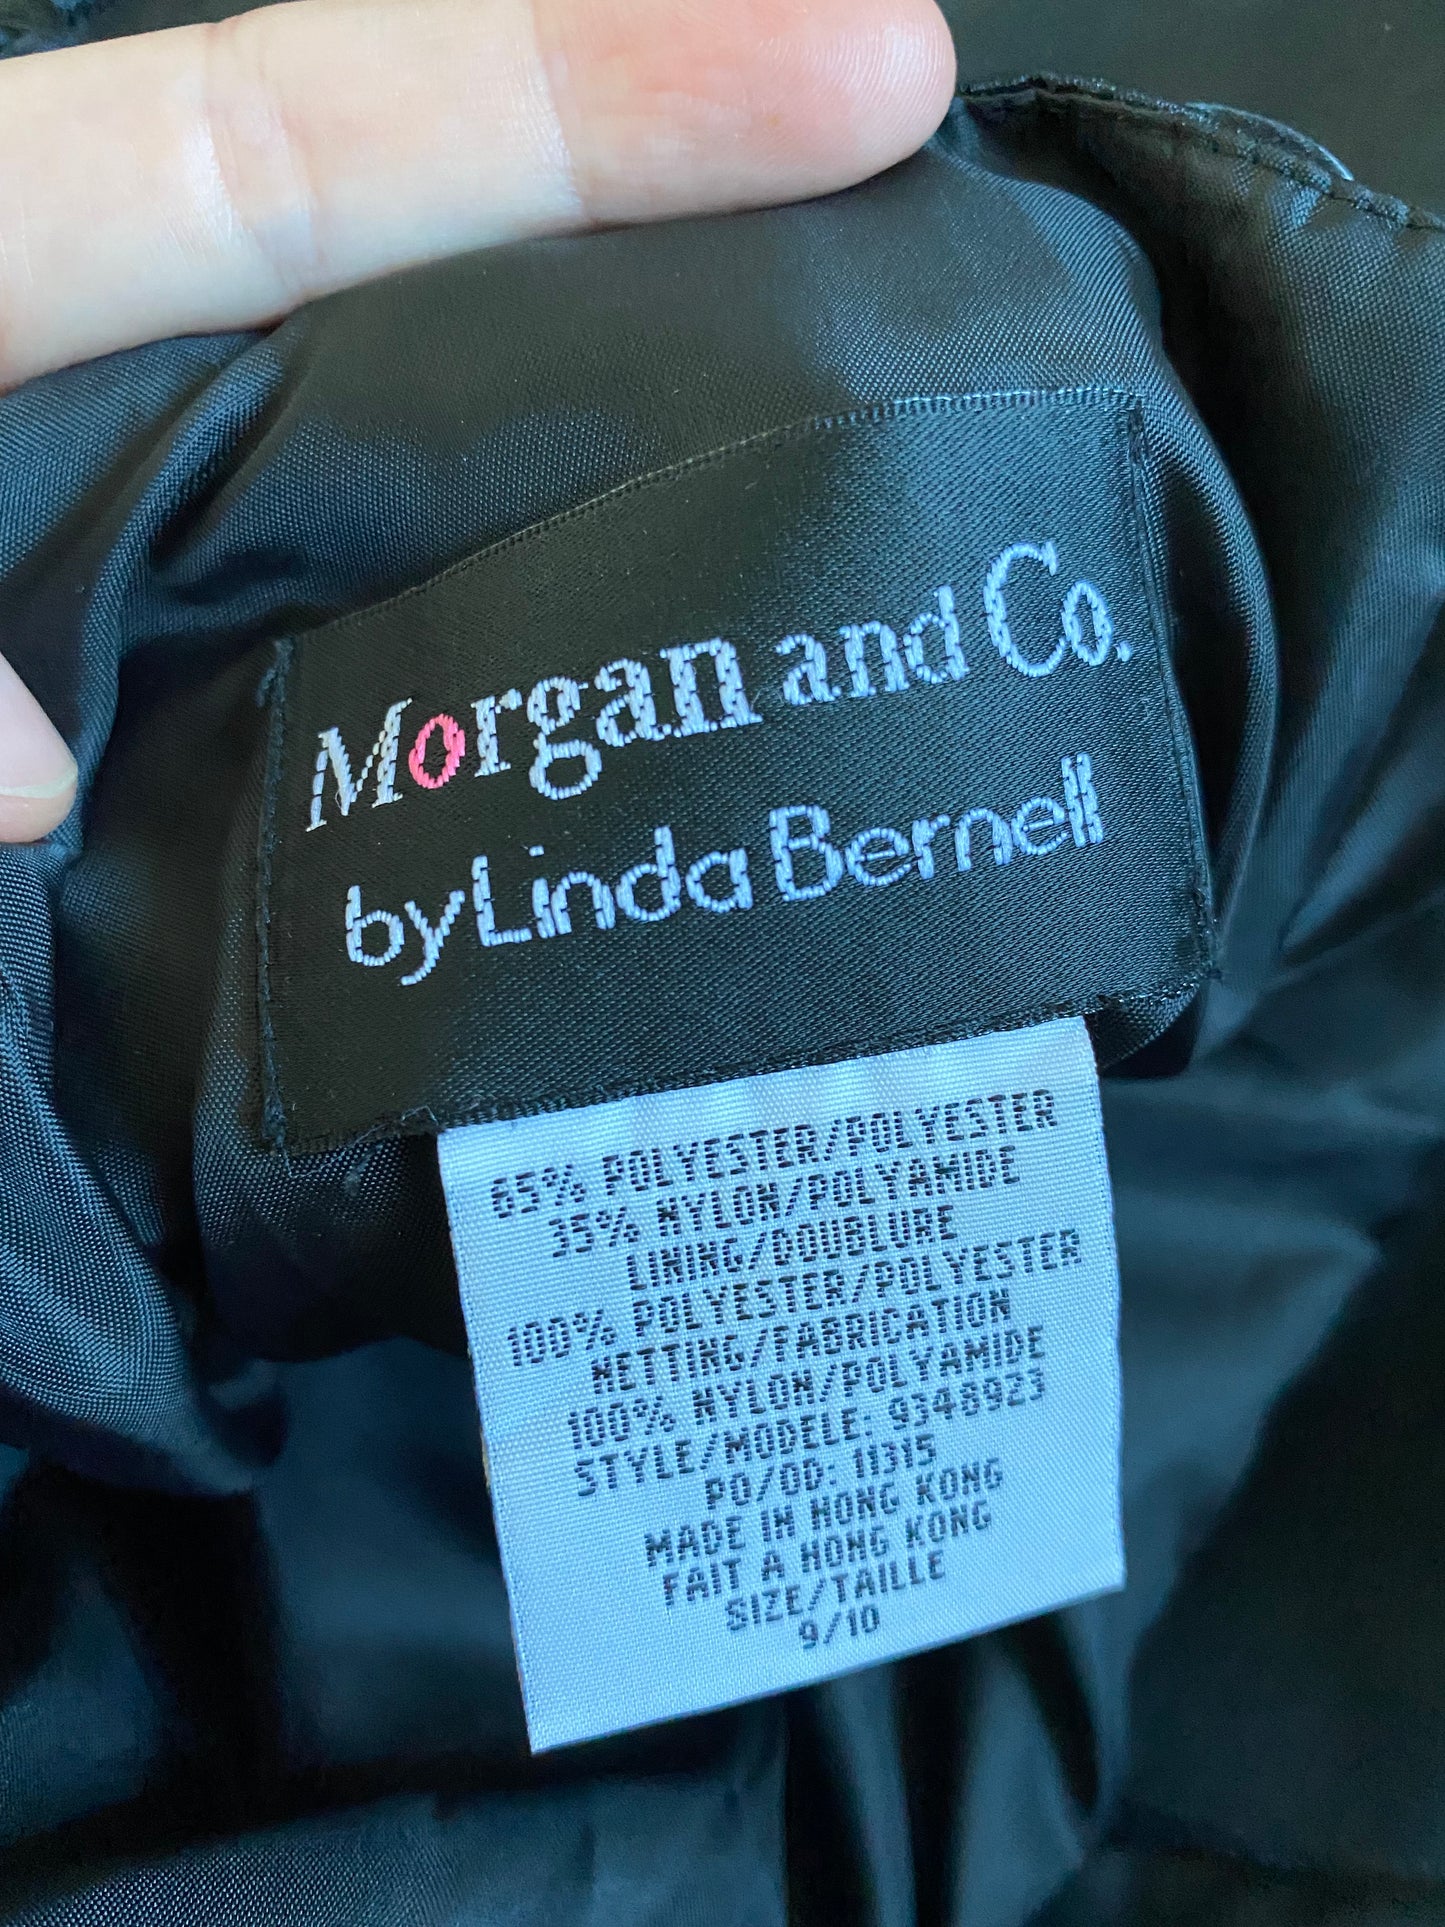 Morgan and Co.
by Linda Bernell
65% POLYESTER/POLYESTER
35% NYLON/POLYAMIDE
LINING/DOUBLURE
100% POLYESTER/POLYESTER
NETTING/FABRICATION
100% NYLON/POLYAMIDE
STYLE/MODELE: 9348923
PO/OD: 11315
MADE IN HONG KONG
FAIT A HONG KONG
SIZE/TAILLE
9/10